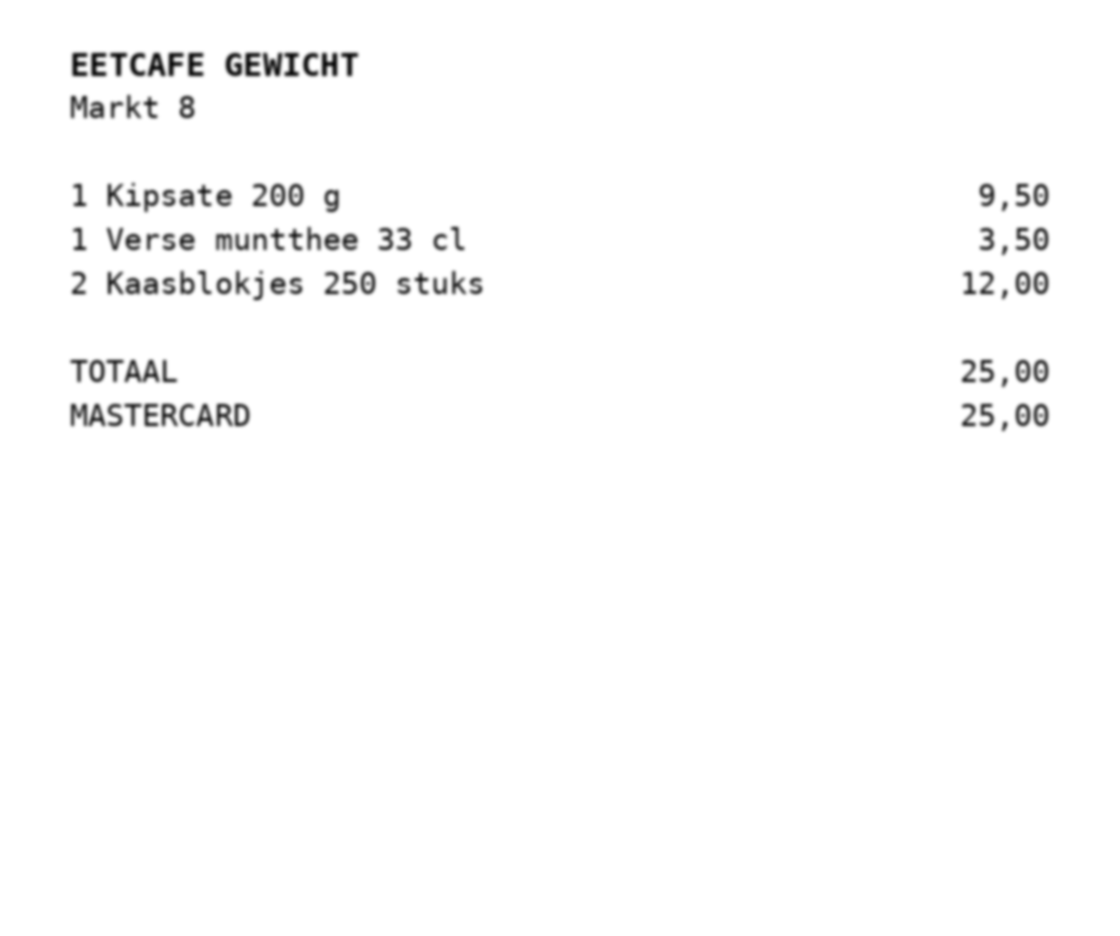 EETCAFE GEWICHT
Markt 8
1 Kipsate 200 g 9,50
1 Verse muntthee 33 cl 3,50
2 Kaasblokjes 250 stuks 12,00
TOTAAL 25,00
MASTERCARD 25,00